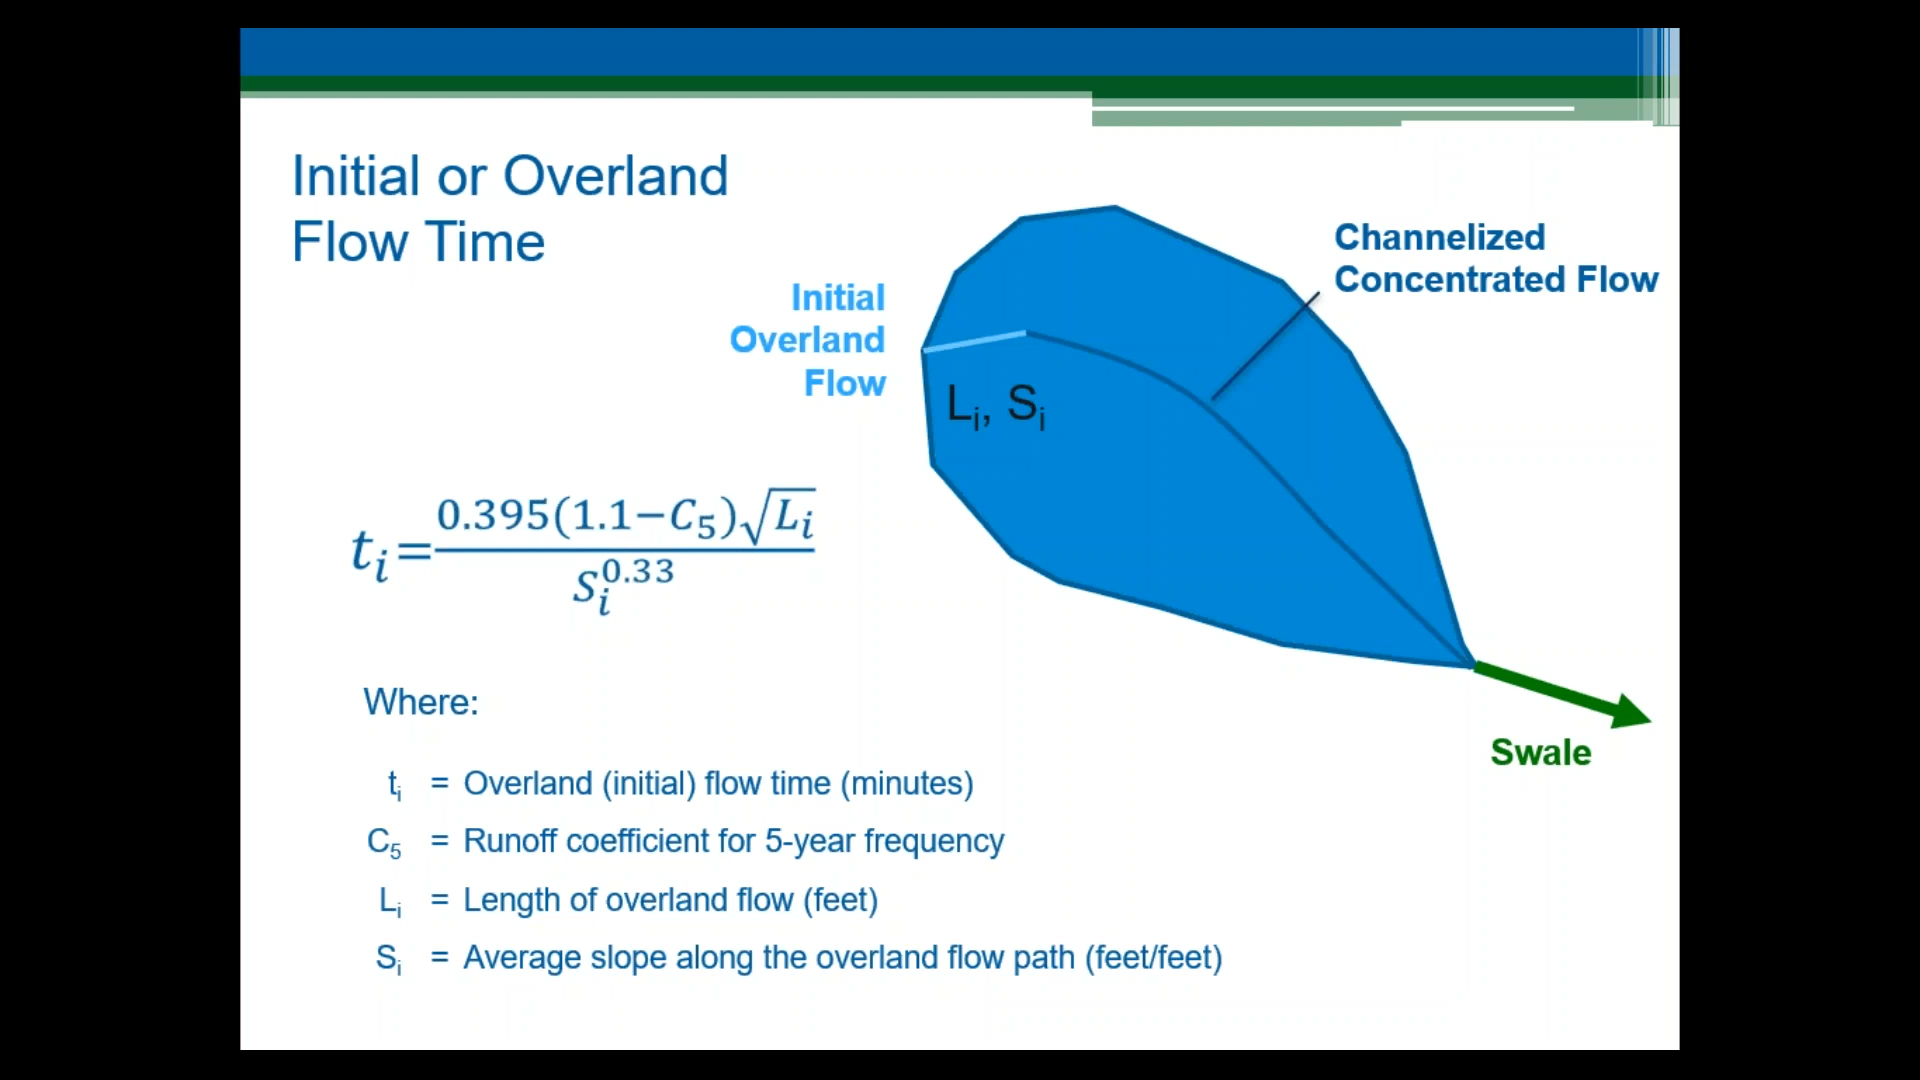 Initial or Overland
Flow Time
Initial
Overland
Flow
Channelized
Concentrated Flow
Lᵢ, Sᵢ
tᵢ = 0.395(1.1−C₅)√Lᵢ / Sᵢ^0.33
Swale
Where:
tᵢ = Overland (initial) flow time (minutes)
C₅ = Runoff coefficient for 5-year frequency
Lᵢ = Length of overland flow (feet)
Sᵢ = Average slope along the overland flow path (feet/feet)